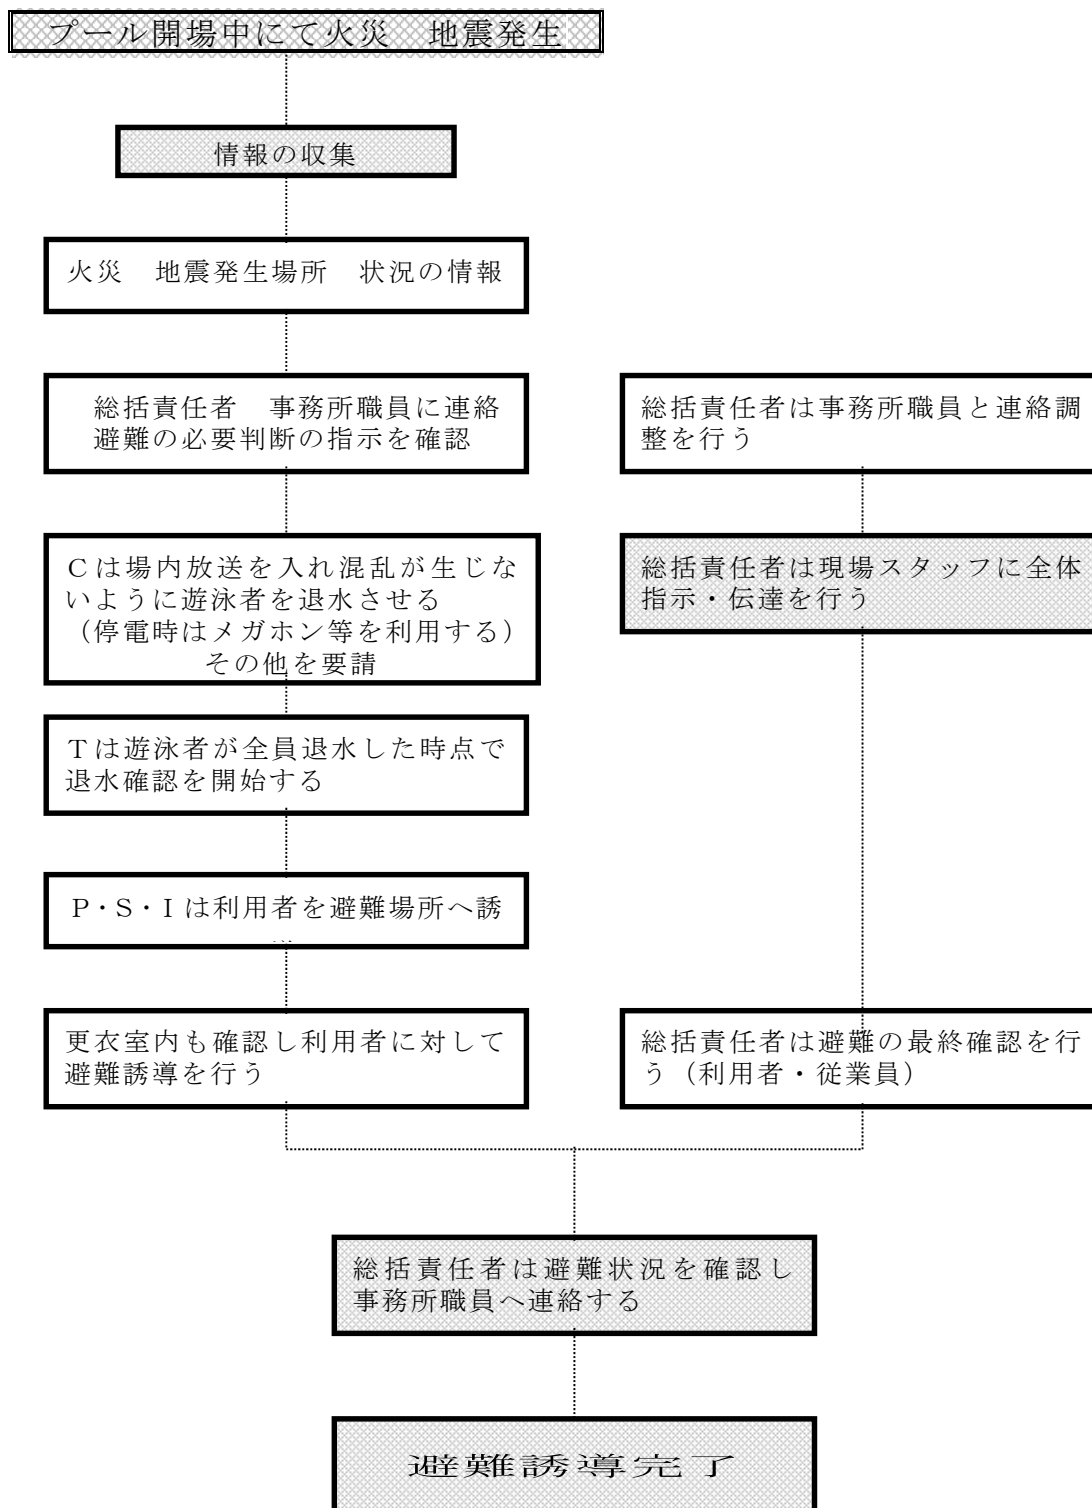 プール開場中にて火災　地震発生
情報の収集
火災　地震発生場所　状況の情報
総括責任者　事務所職員に連絡
避難の必要判断の指示を確認
総括責任者は事務所職員と連絡調
整を行う
Ｃは場内放送を入れ混乱が生じな
いように遊泳者を退水させる
（停電時はメガホン等を利用する）
その他を要請
総括責任者は現場スタッフに全体
指示・伝達を行う
Ｔは遊泳者が全員退水した時点で
退水確認を開始する
Ｐ・Ｓ・Ｉは利用者を避難場所へ誘
更衣室内も確認し利用者に対して
避難誘導を行う
総括責任者は避難の最終確認を行
う（利用者・従業員）
総括責任者は避難状況を確認し
事務所職員へ連絡する
避難誘導完了